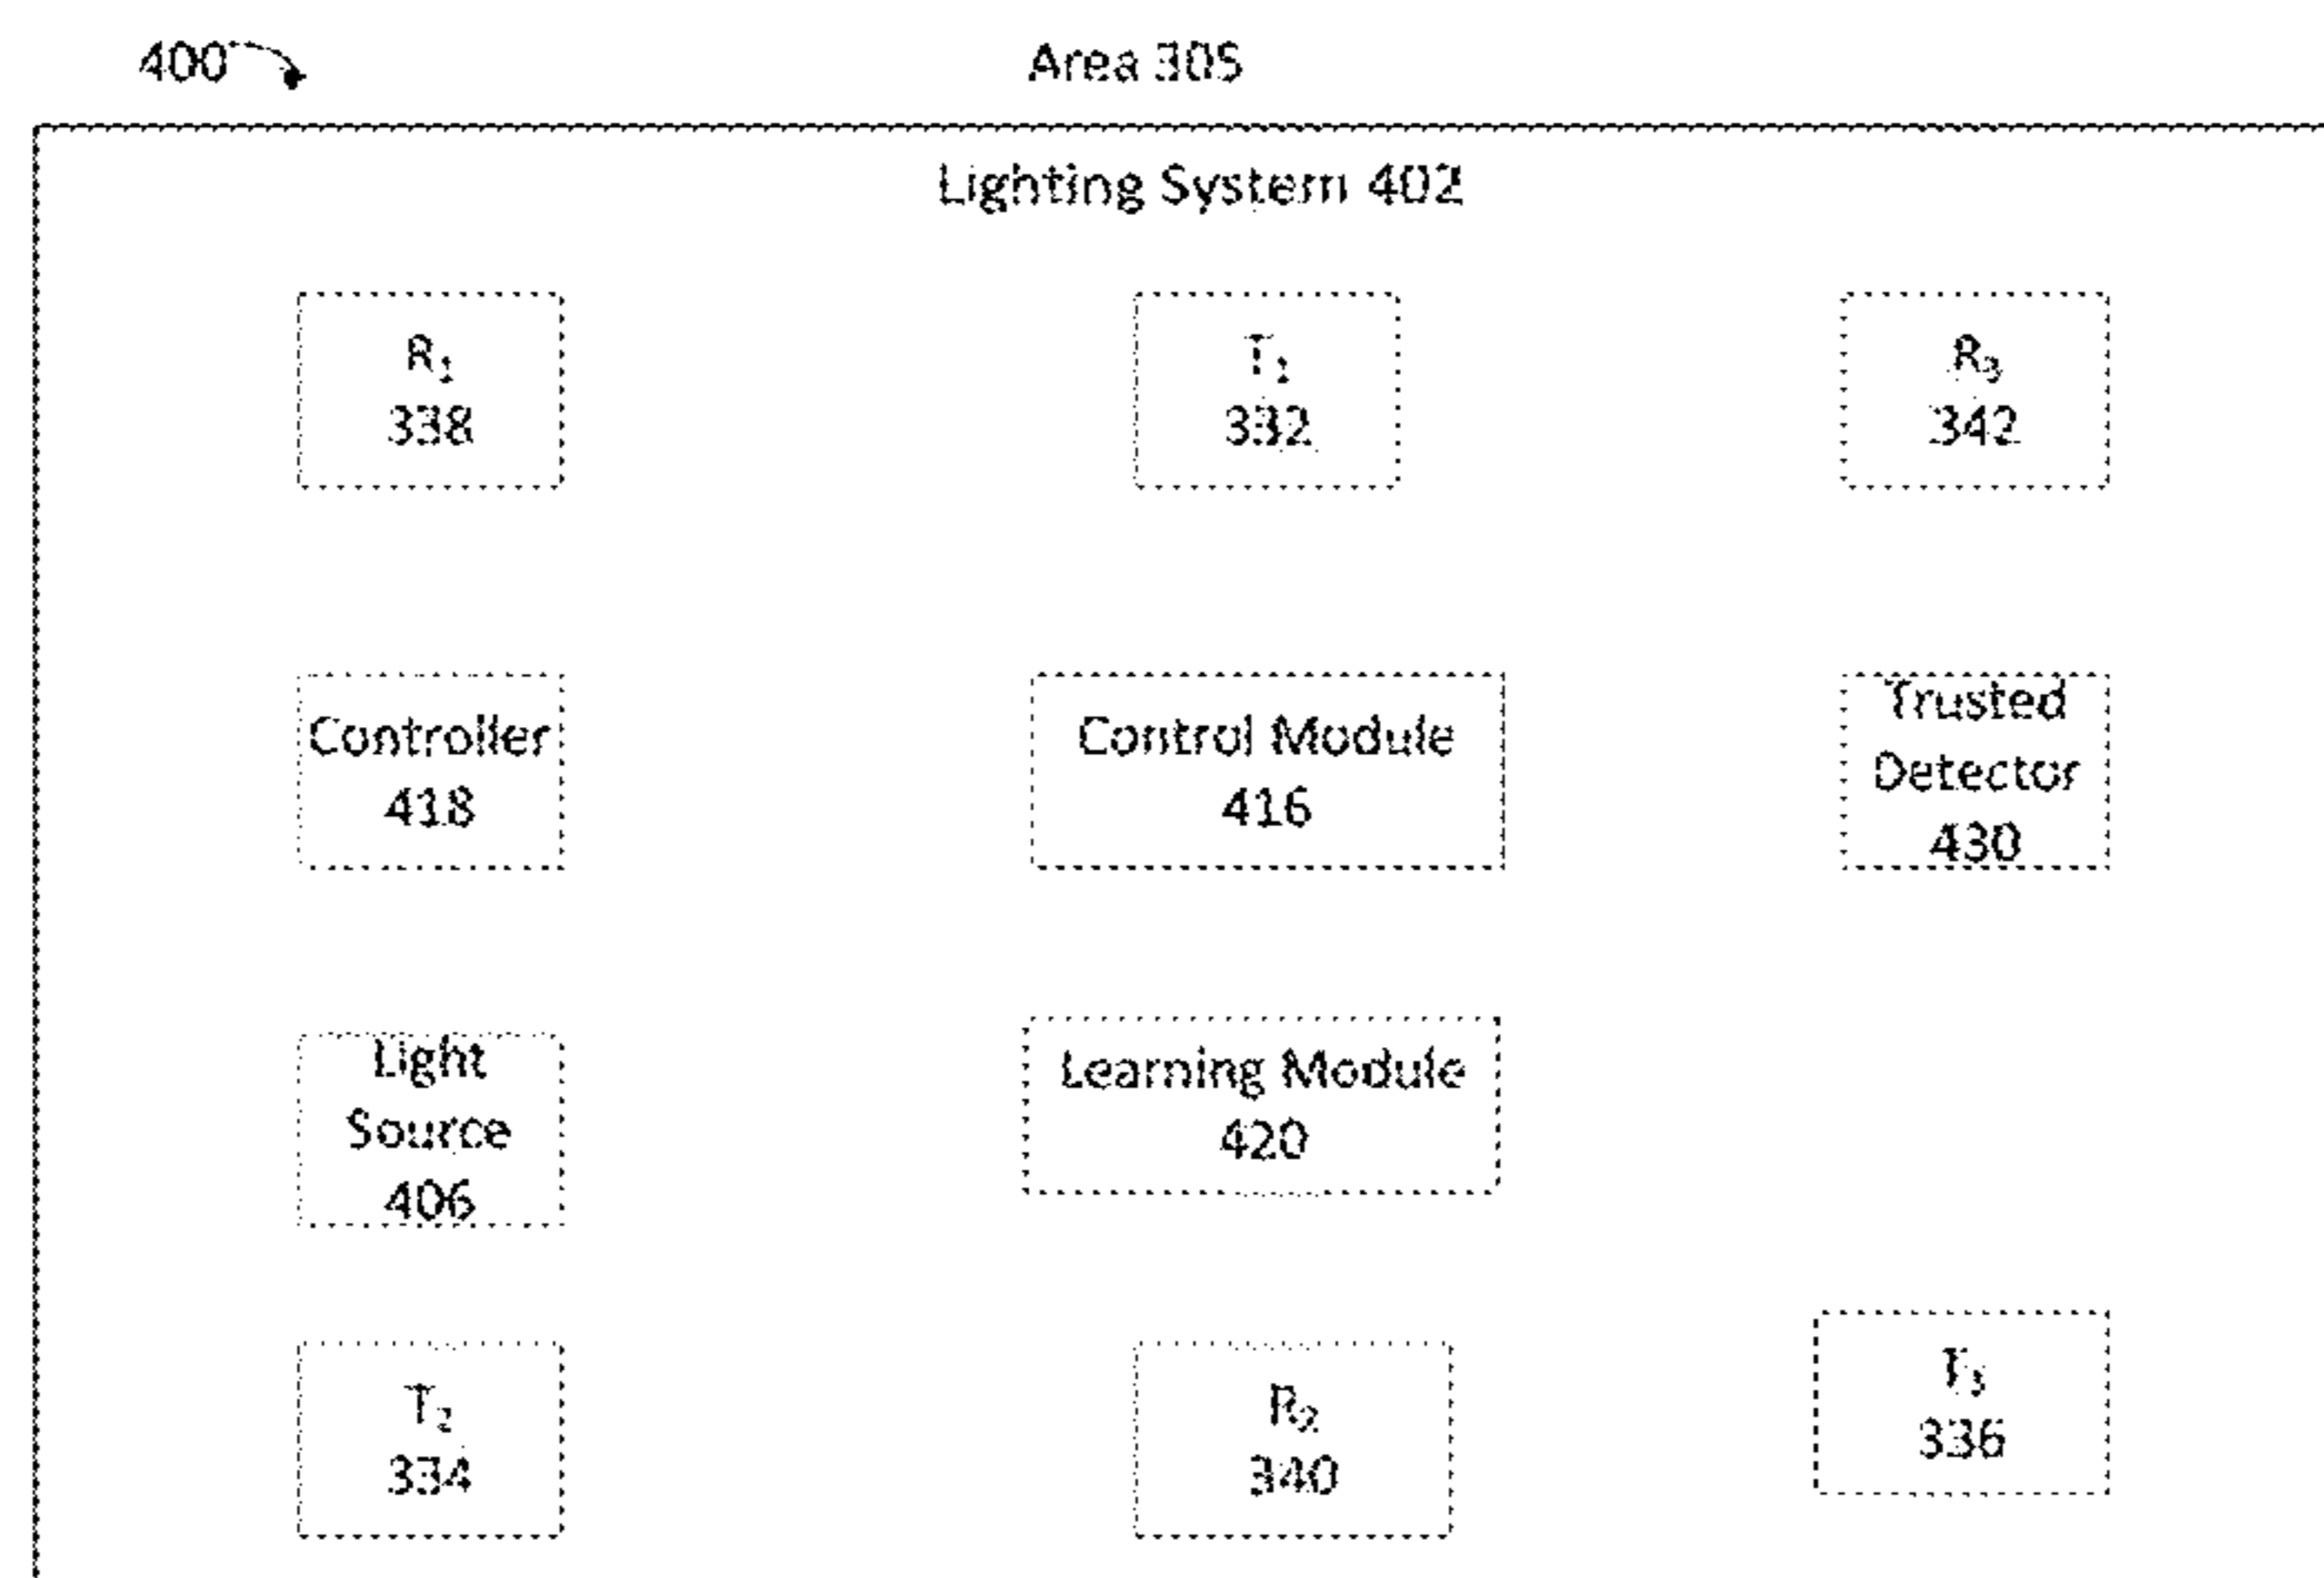 400
Area 305
Lighting System 402
R₁
338
T₁
332
R₃
342
Controller
418
Control Module
416
Trusted
Detector
430
Light
Source
406
Learning Module
420
T₂
334
R₂
340
T₃
336